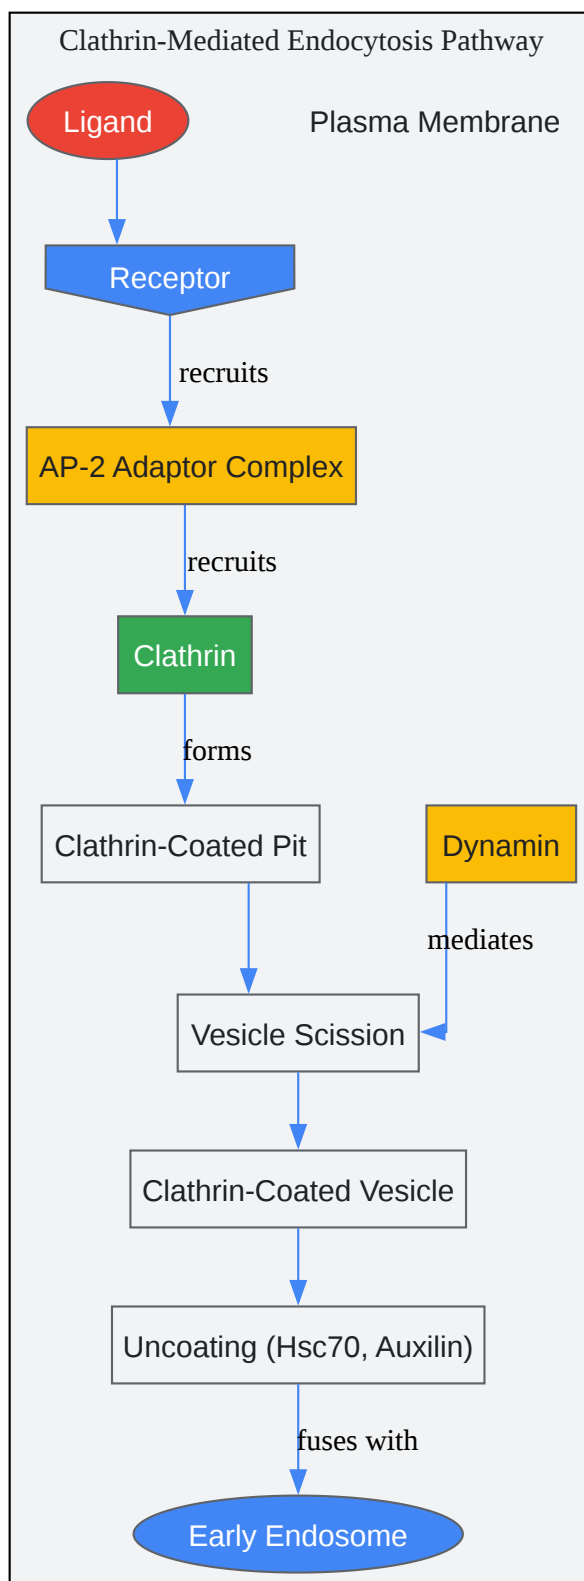 Clathrin-Mediated Endocytosis Pathway
Ligand
Plasma Membrane
Receptor
recruits
AP-2 Adaptor Complex
recruits
Clathrin
forms
Clathrin-Coated Pit
Dynamin
mediates
Vesicle Scission
Clathrin-Coated Vesicle
Uncoating (Hsc70, Auxilin)
fuses with
Early Endosome